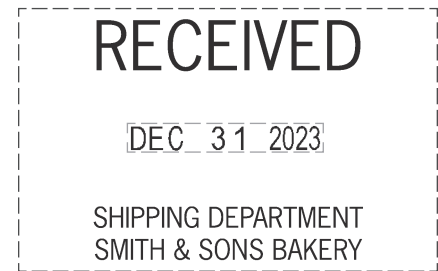 RECEIVED
DEC 31 2023
SHIPPING DEPARTMENT
SMITH & SONS BAKERY